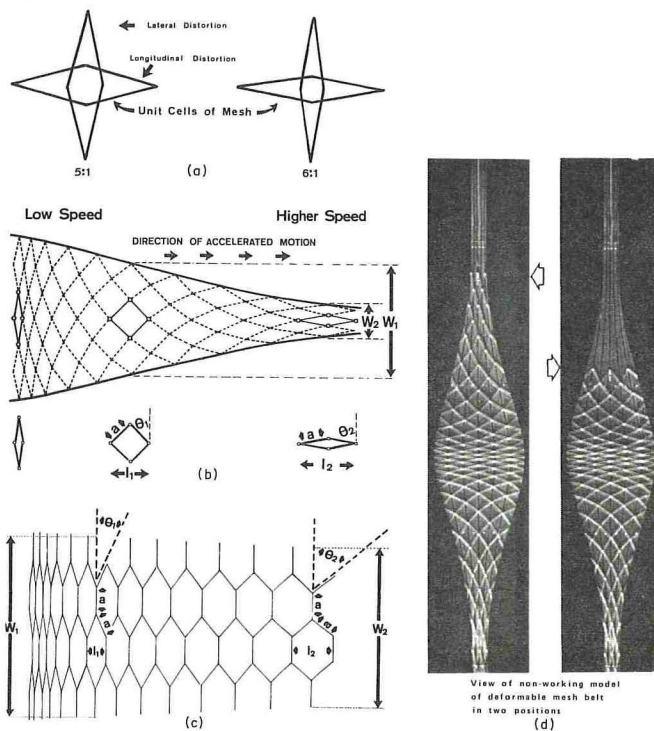 Lateral Distortion
Longitudinal Distortion
Unit Cells of Mesh
5:1
6:1
(a)
Low Speed
Higher Speed
DIRECTION OF ACCELERATED MOTION
W₂ W₁
a θ₁
l₁
a θ₂
l₂
(b)
θ₁
θ₂
W₁
a
a
l₁
a
a
l₂
W₂
(c)
View of non-working model
of deformable mesh belt
in two positions
(d)